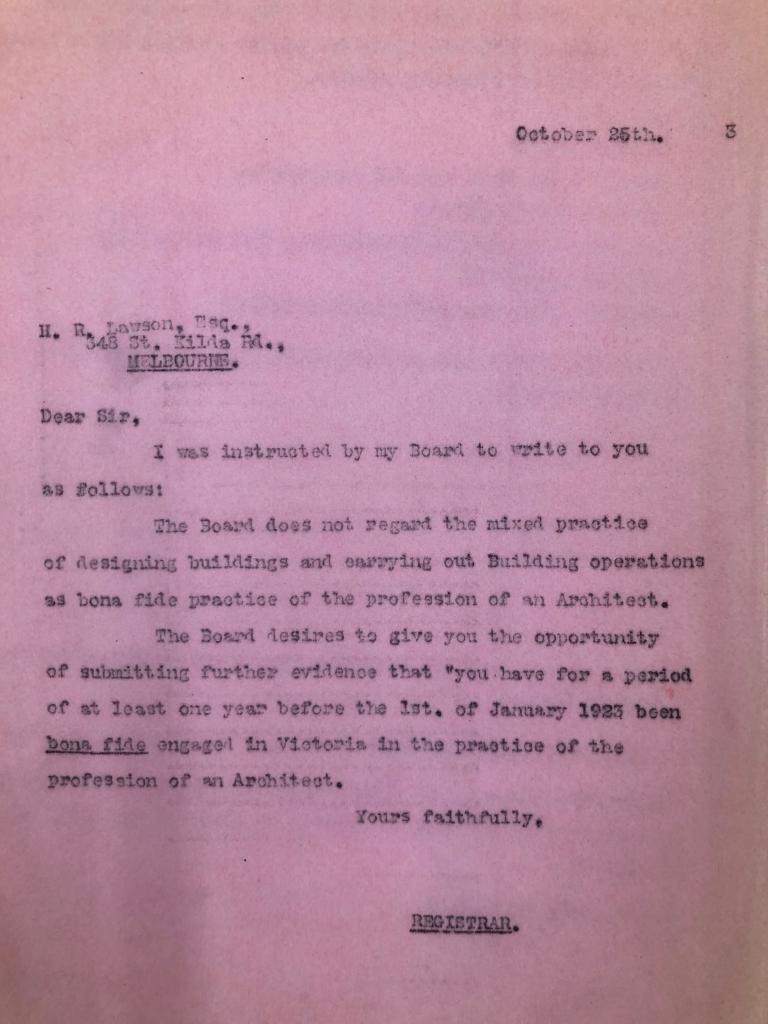 October 25th. 3
H. R. Lawson, Esq.,
348 St. Kilda Rd.,
MELBOURNE.
Dear Sir,
I was instructed by my Board to write to you
as follows:
The Board does not regard the mixed practice
of designing buildings and carrying out Building operations
as bona fide practice of the profession of an Architect.
The Board desires to give you the opportunity
of submitting further evidence that "you have for a period
of at least one year before the 1st. of January 1923 been
bona fide engaged in Victoria in the practice of the
profession of an Architect.
Yours faithfully,
REGISTRAR.